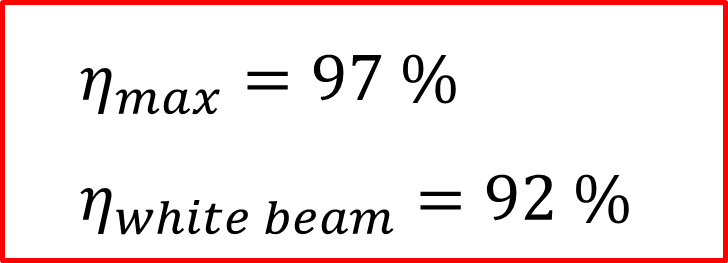 η_max = 97 %
η_white beam = 92 %